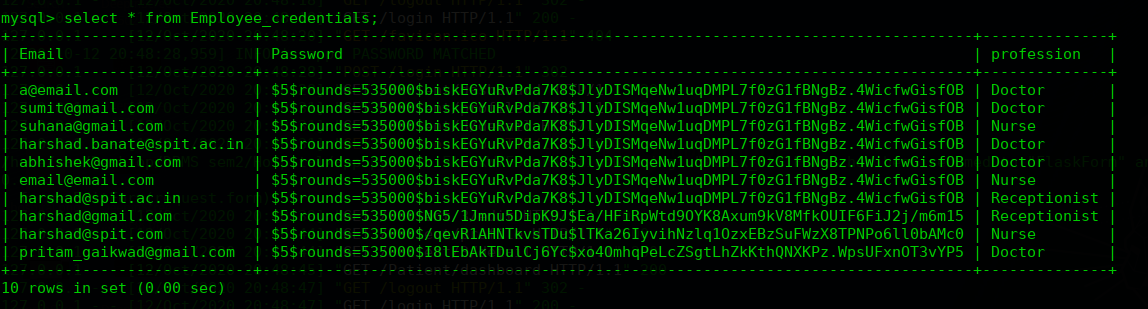 mysql> select * from Employee_credentials;
+---------------------------+-------------------------------------------------------------------------------+--------------+
| Email | Password | profession |
+---------------------------+-------------------------------------------------------------------------------+--------------+
| a@email.com | $5$rounds=535000$biskEGYuRvPda7K8$JlyDISMqeNw1uqDMPL7f0zG1fBNgBz.4WicfwGisfOB | Doctor |
| sumit@gmail.com | $5$rounds=535000$biskEGYuRvPda7K8$JlyDISMqeNw1uqDMPL7f0zG1fBNgBz.4WicfwGisfOB | Doctor |
| suhana@gmail.com | $5$rounds=535000$biskEGYuRvPda7K8$JlyDISMqeNw1uqDMPL7f0zG1fBNgBz.4WicfwGisfOB | Nurse |
| harshad.banate@spit.ac.in | $5$rounds=535000$biskEGYuRvPda7K8$JlyDISMqeNw1uqDMPL7f0zG1fBNgBz.4WicfwGisfOB | Doctor |
| abhishek@gmail.com | $5$rounds=535000$biskEGYuRvPda7K8$JlyDISMqeNw1uqDMPL7f0zG1fBNgBz.4WicfwGisfOB | Doctor |
| email@email.com | $5$rounds=535000$biskEGYuRvPda7K8$JlyDISMqeNw1uqDMPL7f0zG1fBNgBz.4WicfwGisfOB | Nurse |
| harshad@spit.ac.in | $5$rounds=535000$biskEGYuRvPda7K8$JlyDISMqeNw1uqDMPL7f0zG1fBNgBz.4WicfwGisfOB | Receptionist |
| harshad@gmail.com | $5$rounds=535000$NG5/1Jmnu5DipK9J$Ea/HFiRpWtd9OYK8Axum9kV8MfkOUIF6FiJ2j/m6m15 | Receptionist |
| harshad@spit.com | $5$rounds=535000$/qevR1AHNTkvsTDu$lTKa26IyvihNzlq1OzxEBzSuFWzX8TPNPo6ll0bAMc0 | Nurse |
| pritam_gaikwad@gmail.com | $5$rounds=535000$I8lEbAkTDulCj6Yc$xo4OmhqPeLcZSgtLhZkKthQNXKPz.WpsUFxnOT3vYP5 | Doctor |
+---------------------------+-------------------------------------------------------------------------------+--------------+
10 rows in set (0.00 sec)